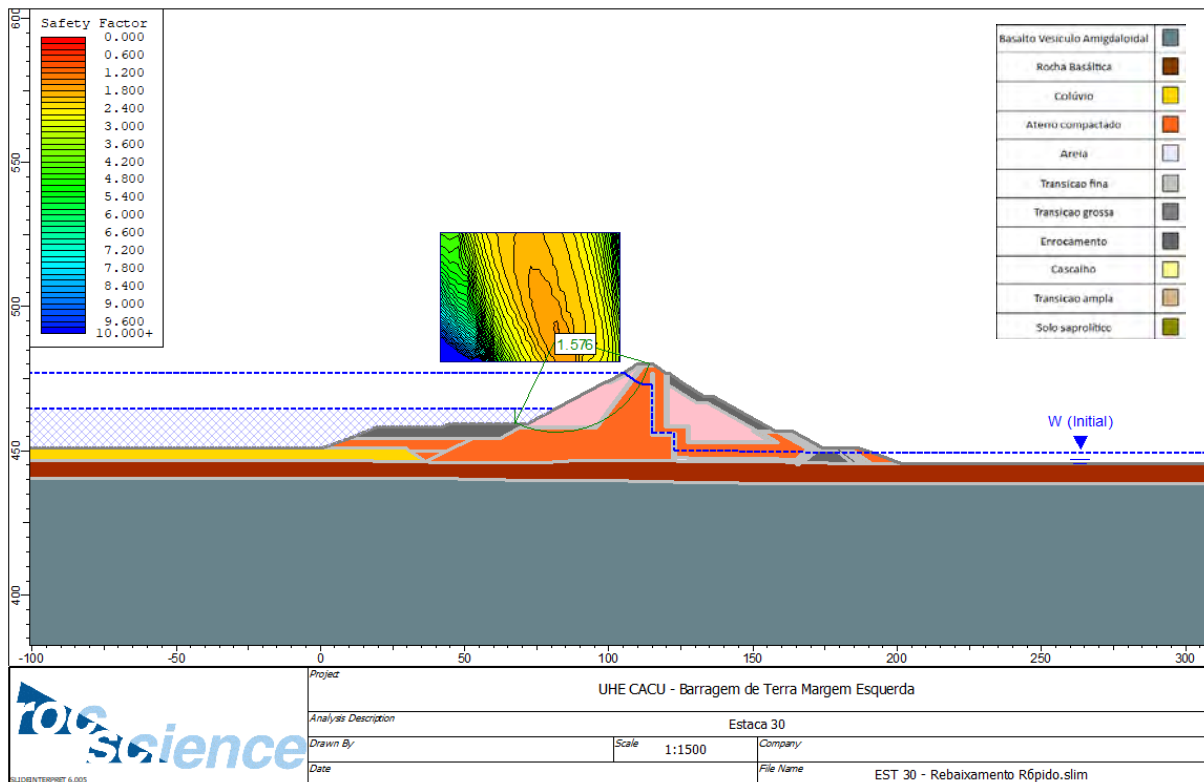 Safety Factor
0.000
0.600
1.200
1.800
2.400
3.000
3.600
4.200
4.800
5.400
6.000
6.600
7.200
7.800
8.400
9.000
9.600
10.000+
Basalto Vesículo Amigdaloidal
Rocha Basáltica
Colúvio
Aterro compactado
Areia
Transicao fina
Transicao grossa
Enrocamento
Cascalho
Transicao ampla
Solo saprolítico
600
550
500
450
400
1.576
W (Initial)
-100 -50 0 50 100 150 200 250 300
rocscience
SLIDEINTERPRET 6.005
Project
UHE CACU - Barragem de Terra Margem Esquerda
Analysis Description
Estaca 30
Drawn By
Scale
1:1500
Company
Date
File Name
EST 30 - Rebaixamento Rбpido.slim